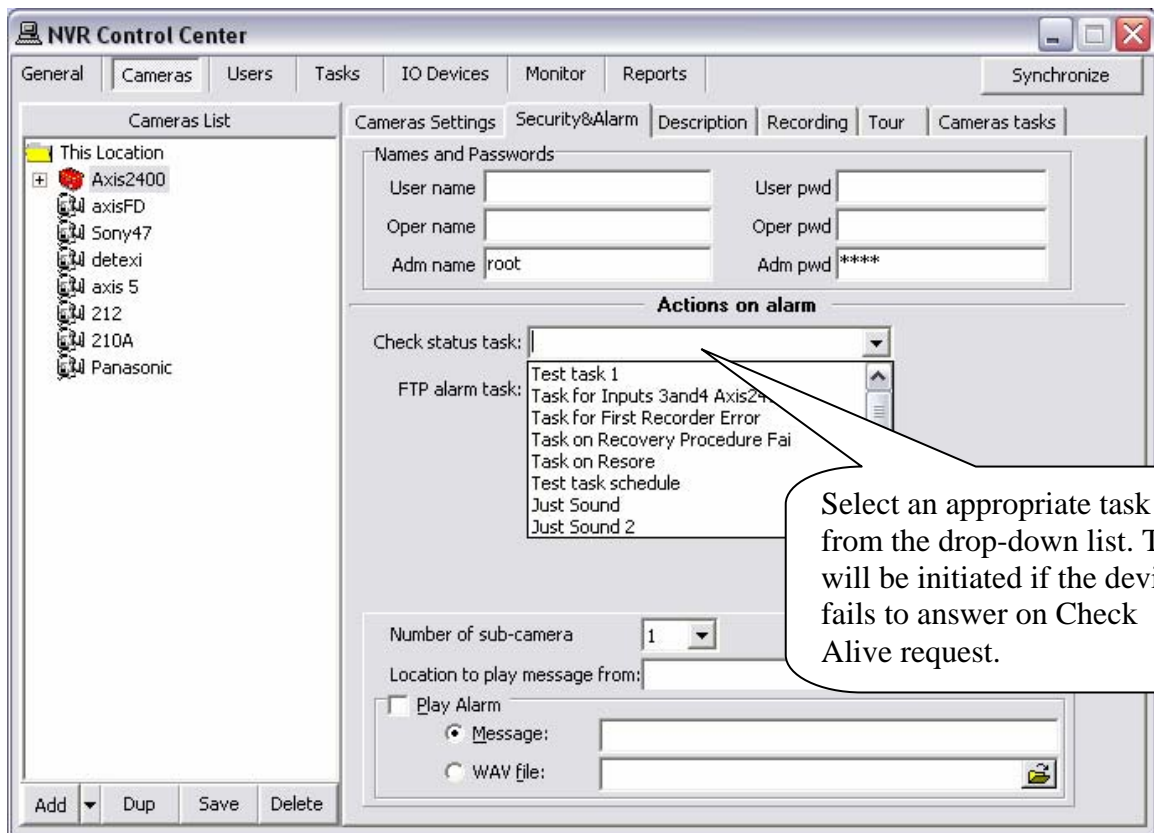 NVR Control Center
General Cameras Users Tasks IO Devices Monitor Reports Synchronize
Cameras List
This Location
Axis2400
axisFD
Sony47
detexi
axis 5
212
210A
Panasonic
Add Dup Save Delete
Cameras Settings Security&Alarm Description Recording Tour Cameras tasks
Names and Passwords
User name User pwd
Oper name Oper pwd
Adm name root Adm pwd ****
Actions on alarm
Check status task:
FTP alarm task:
Test task 1
Task for Inputs 3and4
Task for First Recorder Error
Task on Recovery Procedure Fai
Task on Resore
Test task schedule
Just Sound
Just Sound 2
Select an appropriate task
from the drop-down list.
will be initiated if the
fails to answer on Check
Alive request.
Number of sub-camera 1
Location to play message from:
Play Alarm
Message:
WAV file: